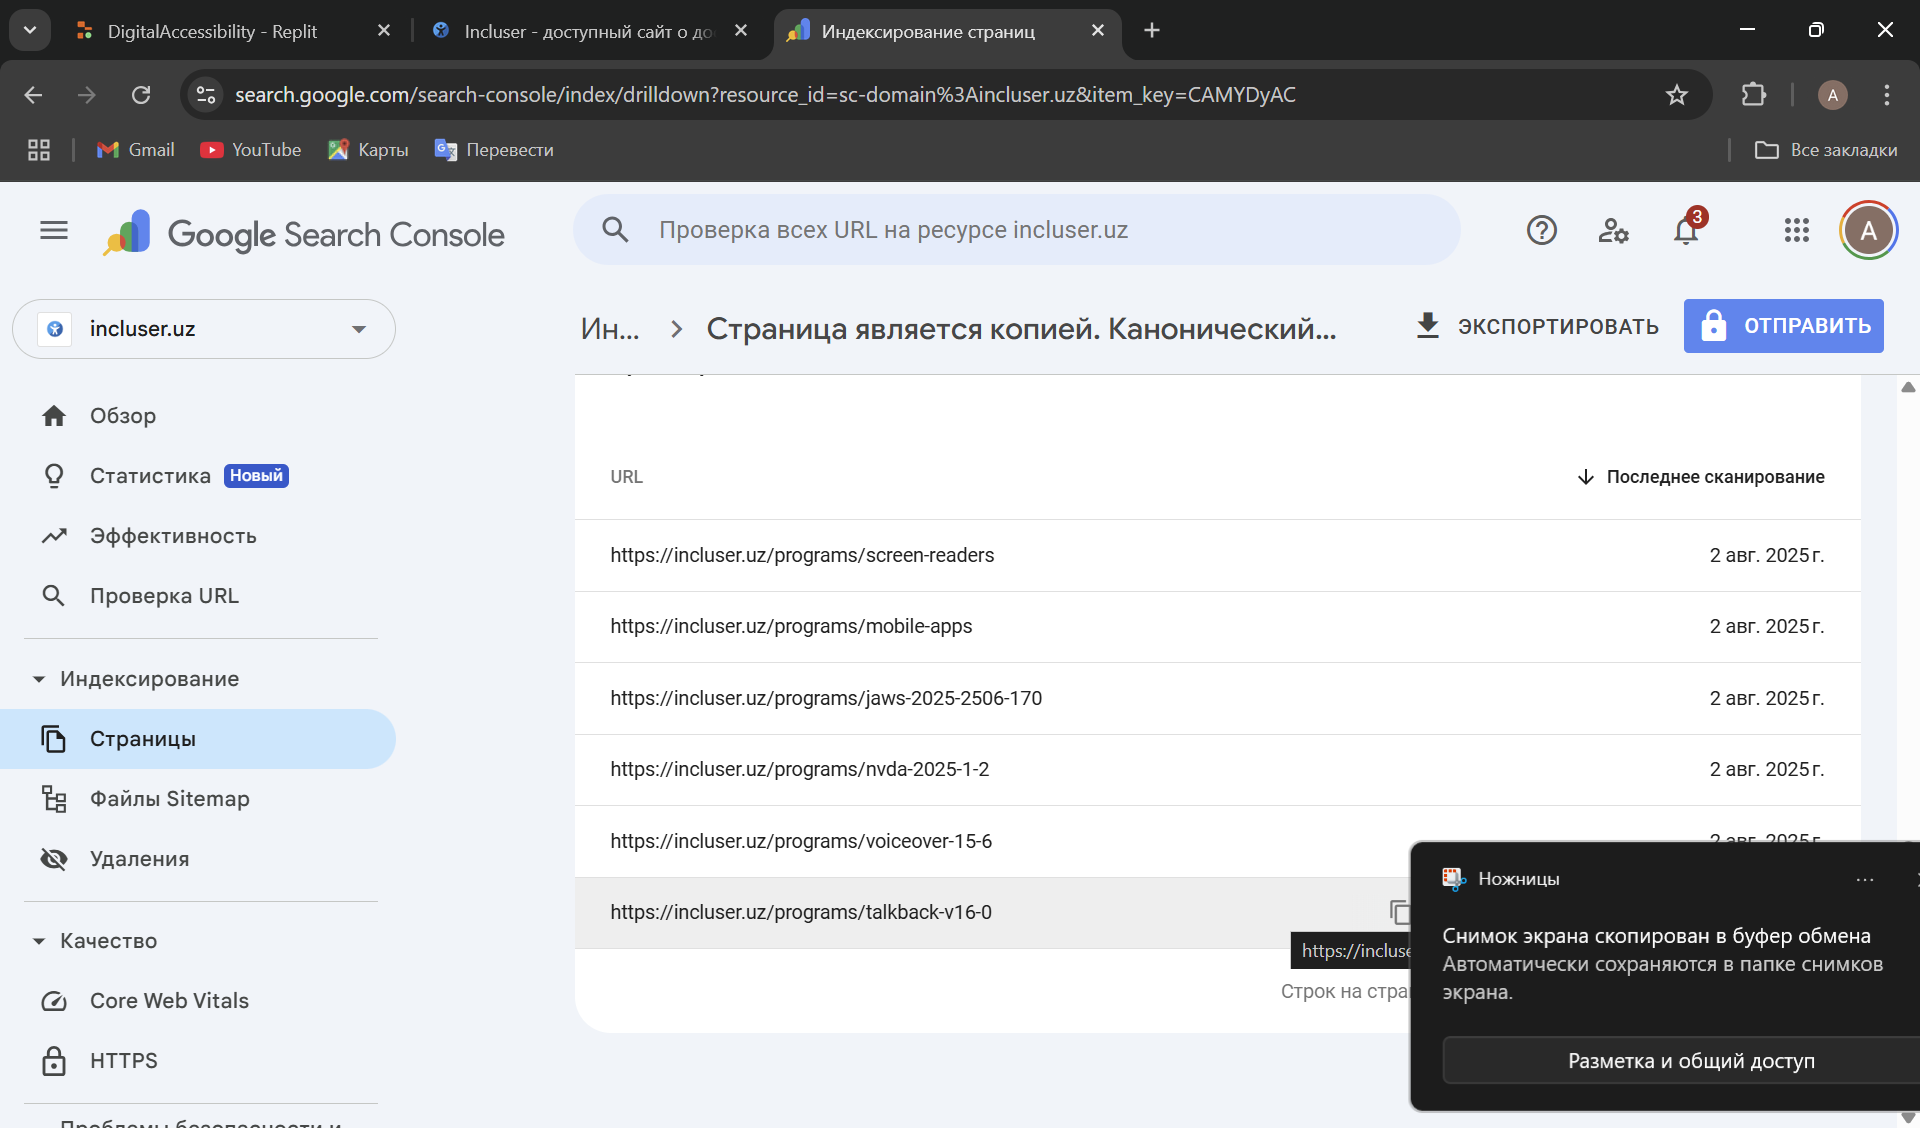 DigitalAccessibility - Replit
Incluser - доступный сайт о до
Индексирование страниц
search.google.com/search-console/index/drilldown?resource_id=sc-domain%3Aincluser.uz&item_key=CAMYDyAC
A
Gmail
YouTube
Карты
Перевести
Все закладки
Google Search Console
Проверка всех URL на ресурсе incluser.uz
3
A
incluser.uz
Ин...
Страница является копией. Канонический...
ЭКСПОРТИРОВАТЬ
ОТПРАВИТЬ
Обзор
Статистика
Новый
Эффективность
Проверка URL
Индексирование
Страницы
Файлы Sitemap
Удаления
Качество
Core Web Vitals
HTTPS
Проблемы безопасности и
URL
Последнее сканирование
https://incluser.uz/programs/screen-readers
2 авг. 2025 г.
https://incluser.uz/programs/mobile-apps
2 авг. 2025 г.
https://incluser.uz/programs/jaws-2025-2506-170
2 авг. 2025 г.
https://incluser.uz/programs/nvda-2025-1-2
2 авг. 2025 г.
https://incluser.uz/programs/voiceover-15-6
2 авг. 2025 г.
https://incluser.uz/programs/talkback-v16-0
https://incluse
Строк на стра
Ножницы
Снимок экрана скопирован в буфер обмена
Автоматически сохраняются в папке снимков
экрана.
Разметка и общий доступ